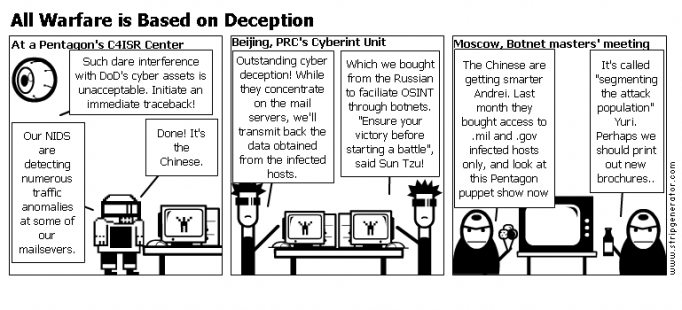 All Warfare is Based on Deception
At a Pentagon's C4ISR Center
Such dare interference
with DoD's cyber assets is
unacceptable. Initiate an
immediate traceback!
Our NIDS
are
detecting
numerous
traffic
anomalies
at some of
our
mailsevers.
Done! It's
the
Chinese.
Beijing, PRC's Cyberint Unit
Outstanding cyber
deception! While
they concentrate
on the mail
servers, we'll
transmit back the
data obtained
from the infected
hosts.
Which we bought
from the Russian
to faciliate OSINT
through botnets.
"Ensure your
victory before
starting a battle",
said Sun Tzu!
Moscow, Botnet masters' meeting
The Chinese are
getting smarter
Andrei. Last
month they
bought access to
.mil and .gov
infected hosts
only, and look at
this Pentagon
puppet show now
It's called
"segmenting
the attack
population"
Yuri.
Perhaps we
should print
out new
brochures..
www.stripgenerator.com